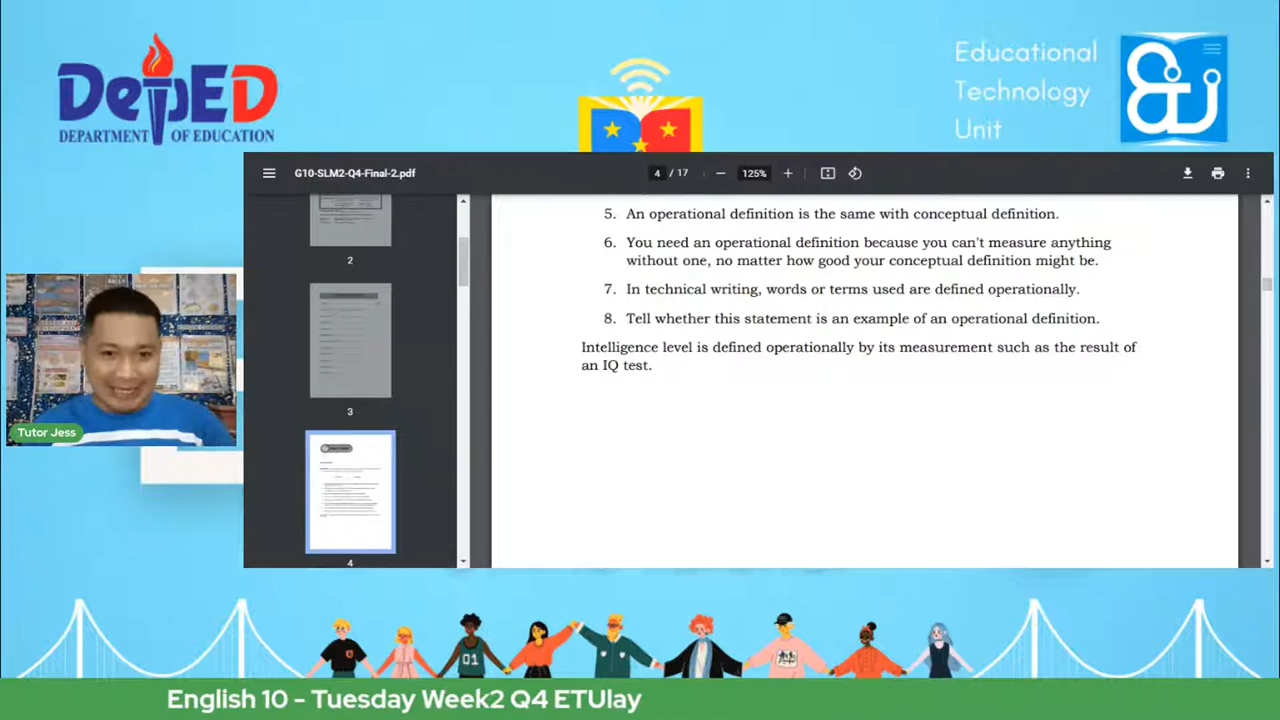 DepED
DEPARTMENT OF EDUCATION
Educational
Technology
Unit
G10-SLM2-Q4-Final-2.pdf
4 / 17
125%
2
3
4
5. An operational definition is the same with conceptual definition.
6. You need an operational definition because you can't measure anything
without one, no matter how good your conceptual definition might be.
7. In technical writing, words or terms used are defined operationally.
8. Tell whether this statement is an example of an operational definition.
Intelligence level is defined operationally by its measurement such as the result of
an IQ test.
Tutor Jess
01
English 10 - Tuesday Week2 Q4 ETUlay